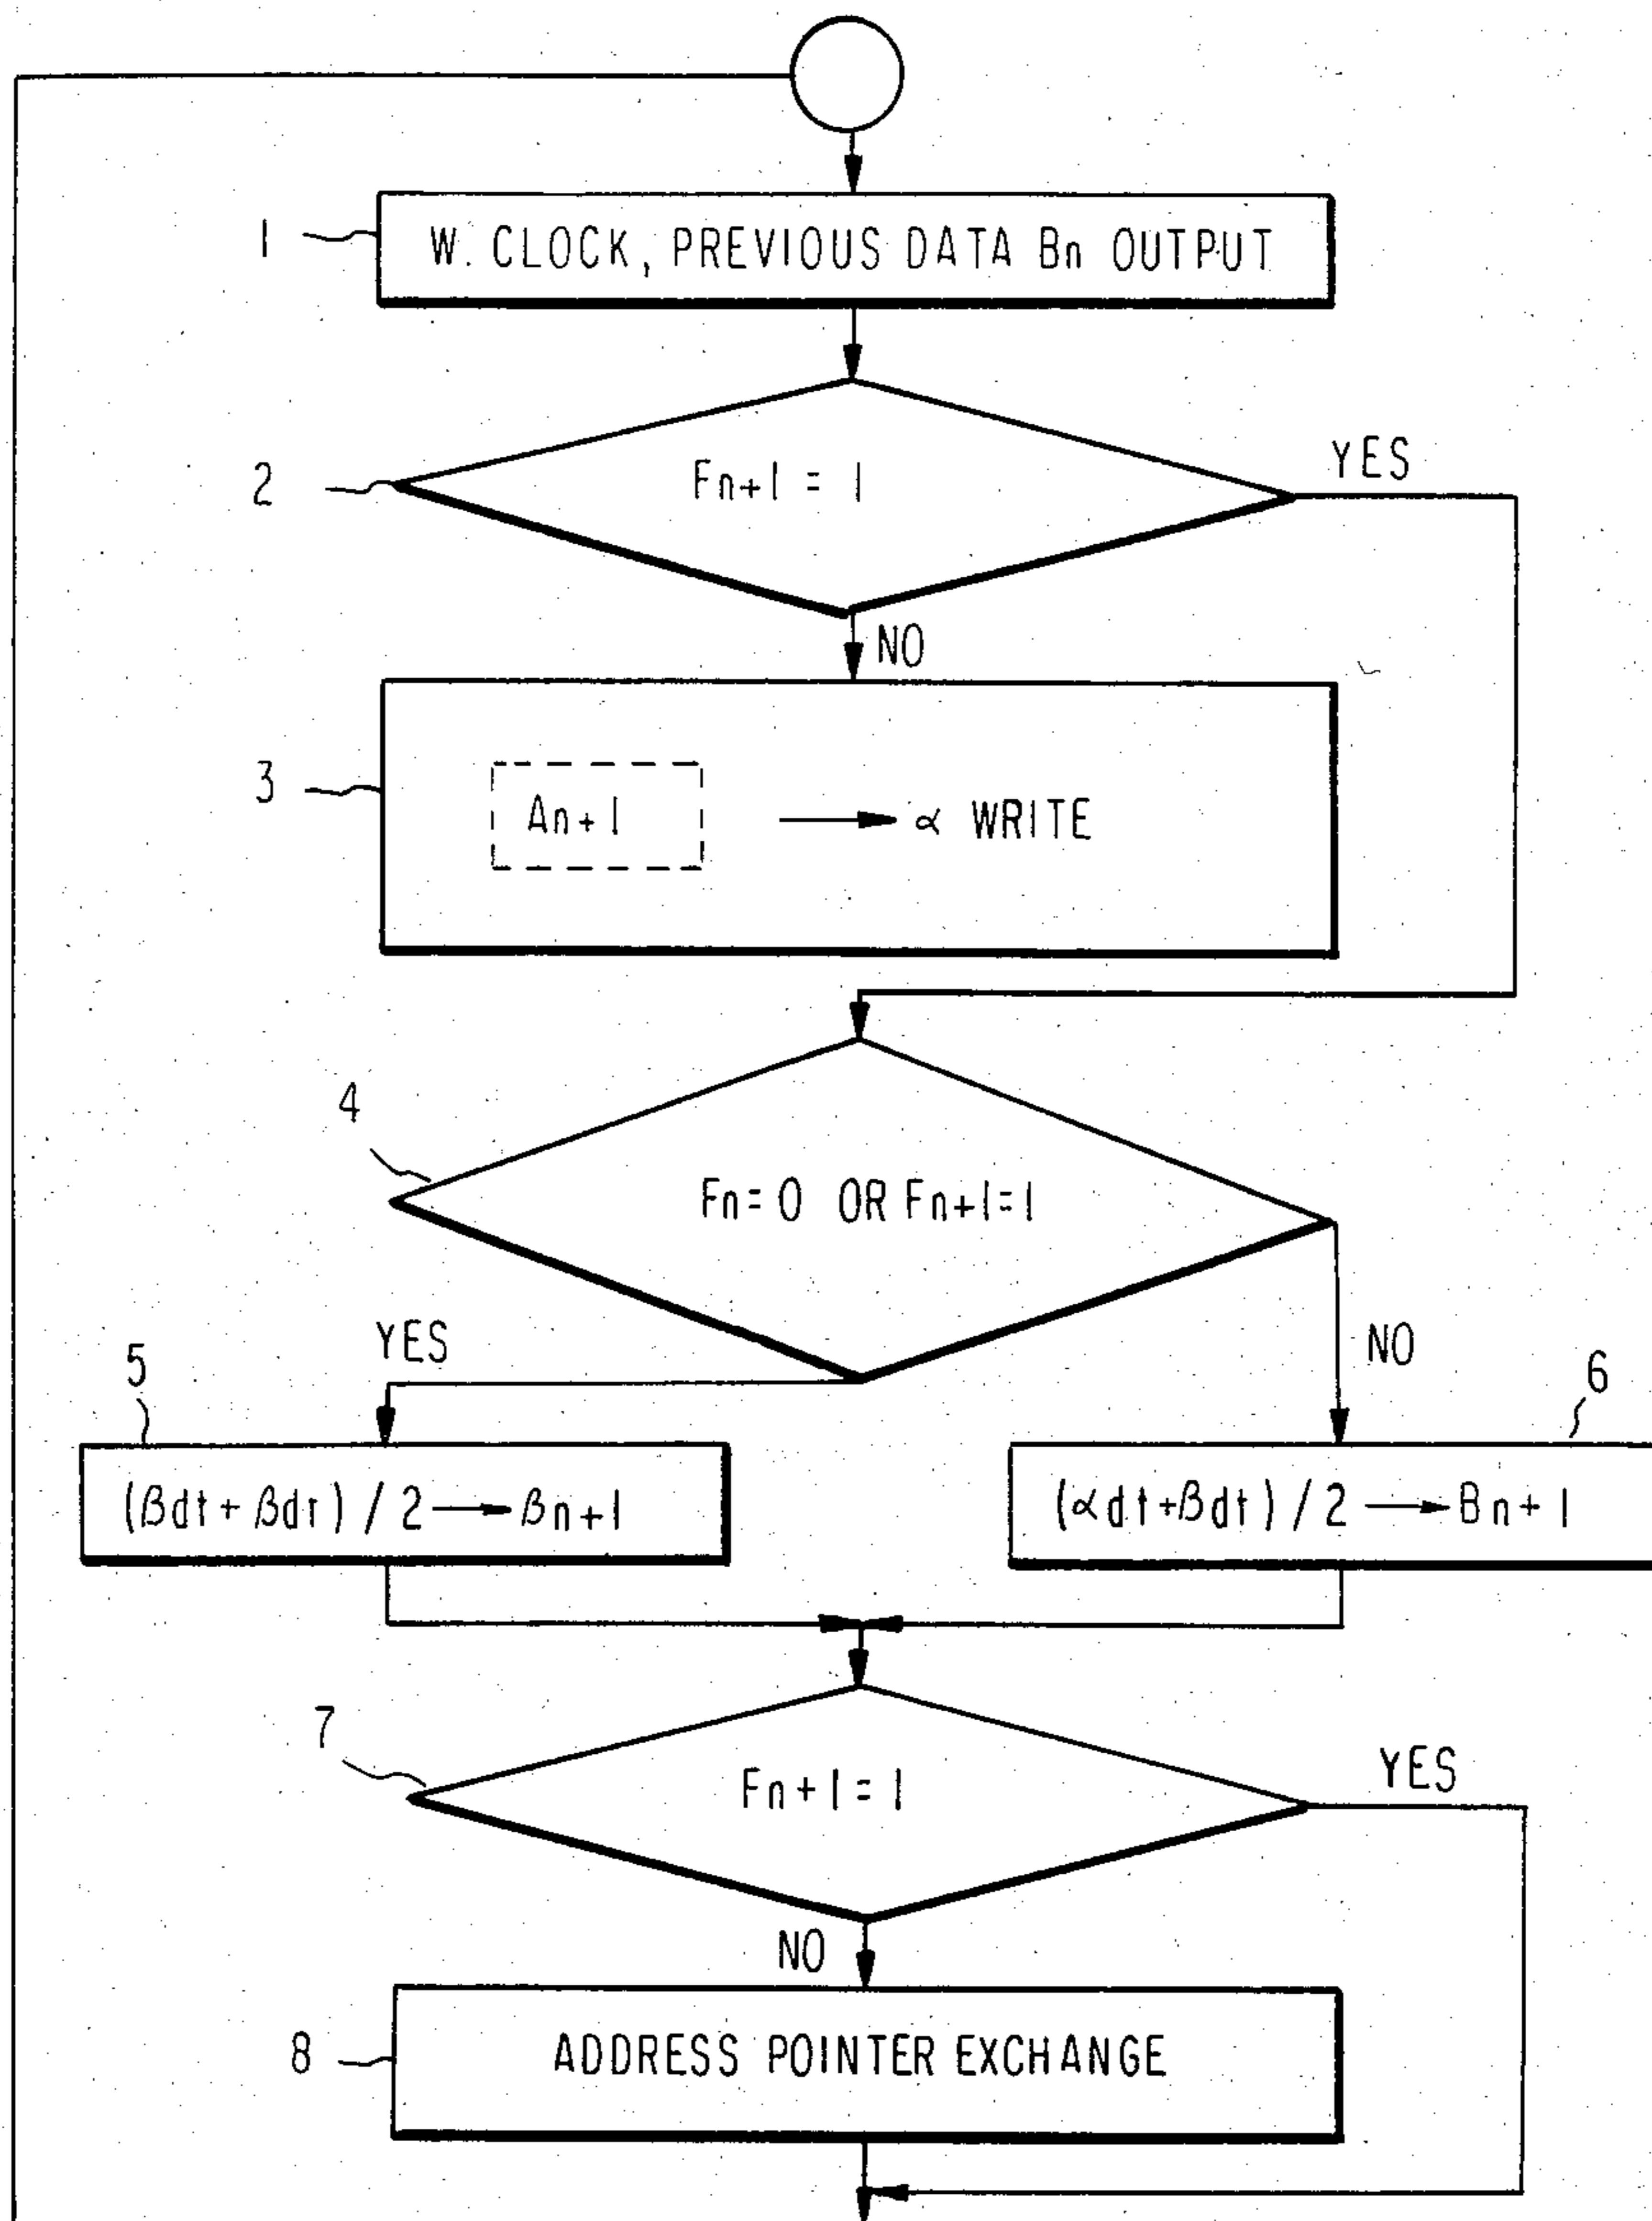 1
W. CLOCK, PREVIOUS DATA Bn OUTPUT
2
Fn+1 = 1
YES
NO
3
An+1 → α WRITE
4
Fn=0 OR Fn+1=1
YES
NO
5
6
(βdt+βdt)/2 → βn+1
(αdt+βdt)/2 → Bn+1
7
Fn+1=1
YES
NO
8
ADDRESS POINTER EXCHANGE